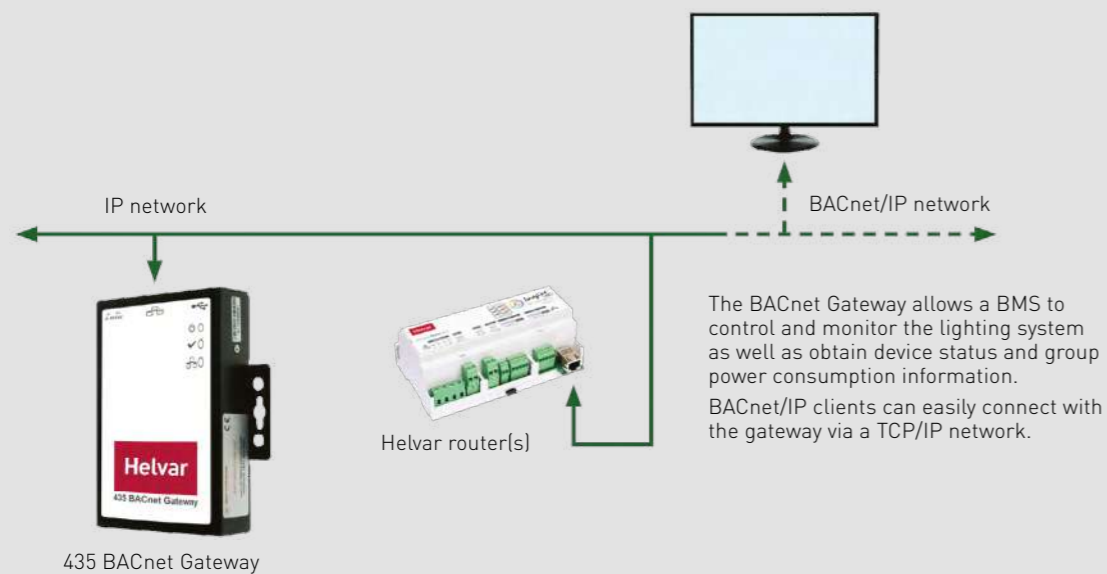 IP network
BACnet/IP network
The BACnet Gateway allows a BMS to
control and monitor the lighting system
as well as obtain device status and group
power consumption information.
BACnet/IP clients can easily connect with
the gateway via a TCP/IP network.
Helvar
Helvar router(s)
Helvar
435 BACnet Gateway
435 BACnet Gateway